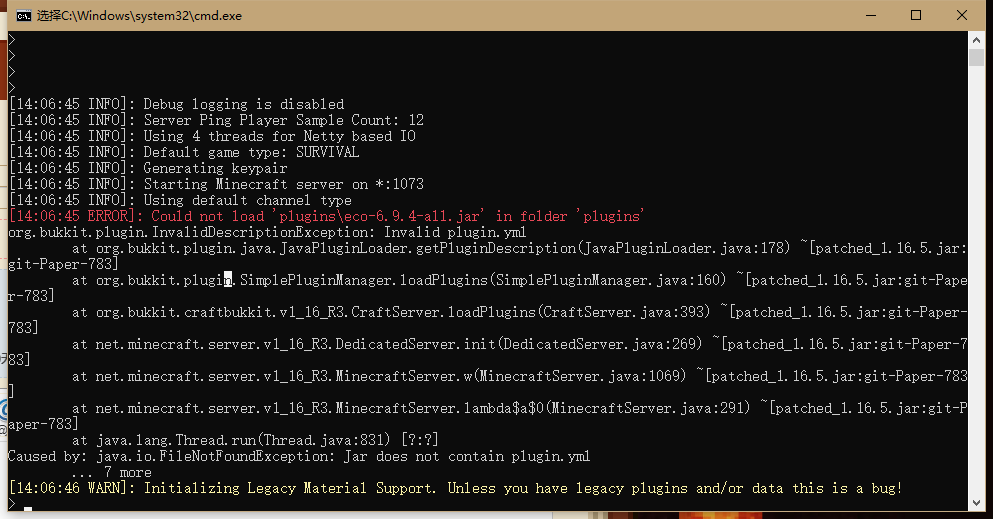 选择C:\Windows\system32\cmd.exe
>
>
>
>
[14:06:45 INFO]: Debug logging is disabled
[14:06:45 INFO]: Server Ping Player Sample Count: 12
[14:06:45 INFO]: Using 4 threads for Netty based IO
[14:06:45 INFO]: Default game type: SURVIVAL
[14:06:45 INFO]: Generating keypair
[14:06:45 INFO]: Starting Minecraft server on *:1073
[14:06:45 INFO]: Using default channel type
[14:06:45 ERROR]: Could not load 'plugins\eco-6.9.4-all.jar' in folder 'plugins'
org.bukkit.plugin.InvalidDescriptionException: Invalid plugin.yml
at org.bukkit.plugin.java.JavaPluginLoader.getPluginDescription(JavaPluginLoader.java:178) ~[patched_1.16.5.jar:
git-Paper-783]
at org.bukkit.plugin.SimplePluginManager.loadPlugins(SimplePluginManager.java:160) ~[patched_1.16.5.jar:git-Pape
r-783]
at org.bukkit.craftbukkit.v1_16_R3.CraftServer.loadPlugins(CraftServer.java:393) ~[patched_1.16.5.jar:git-Paper-
783]
at net.minecraft.server.v1_16_R3.DedicatedServer.init(DedicatedServer.java:269) ~[patched_1.16.5.jar:git-Paper-7
83]
at net.minecraft.server.v1_16_R3.MinecraftServer.w(MinecraftServer.java:1069) ~[patched_1.16.5.jar:git-Paper-783
]
at net.minecraft.server.v1_16_R3.MinecraftServer.lambda$a$0(MinecraftServer.java:291) ~[patched_1.16.5.jar:git-P
aper-783]
at java.lang.Thread.run(Thread.java:831) [?:?]
Caused by: java.io.FileNotFoundException: Jar does not contain plugin.yml
... 7 more
[14:06:46 WARN]: Initializing Legacy Material Support. Unless you have legacy plugins and/or data this is a bug!
>